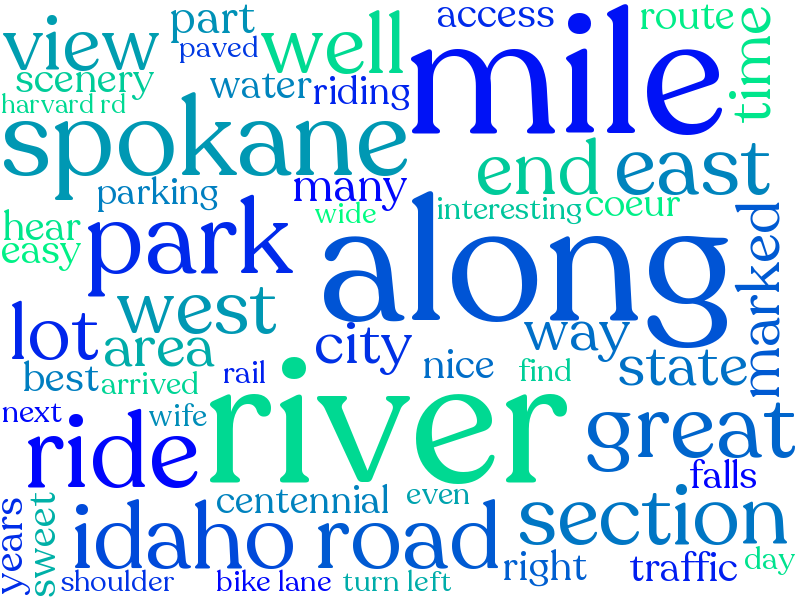 view
part
paved
well
access
route
time
mile
scenery
water
riding
harvard rd
spokane
end
east
parking
many
wide
interesting
coeur
hear
easy
park
along
marked
west
lot
area
city
way
state
best
arrived
rail
nice
find
next
wife
ride
river
great
falls
years
sweet
centennial
even
idaho road
section
right
traffic
day
shoulder
bike lane
turn left